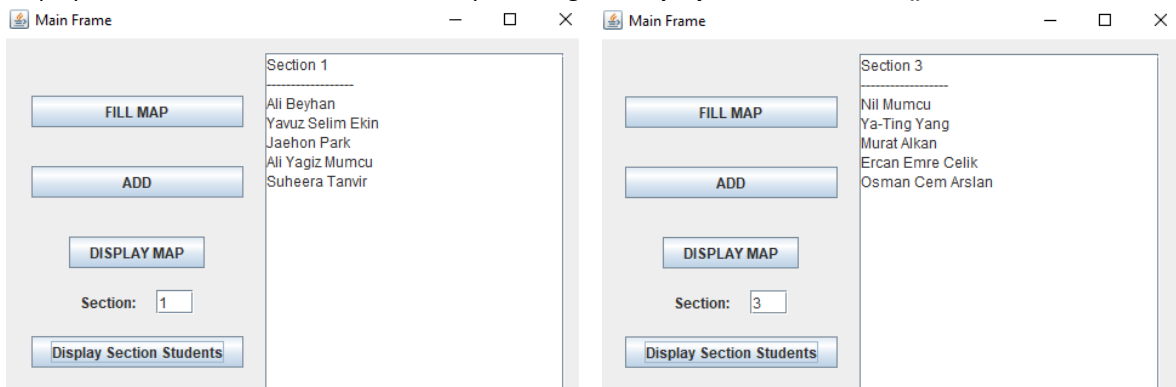 Main Frame
FILL MAP
ADD
DISPLAY MAP
Section: 1
Display Section Students
Section 1
------------------
Ali Beyhan
Yavuz Selim Ekin
Jaehon Park
Ali Yagiz Mumcu
Suheera Tanvir
Main Frame
FILL MAP
ADD
DISPLAY MAP
Section: 3
Display Section Students
Section 3
------------------
Nil Mumcu
Ya-Ting Yang
Murat Alkan
Ercan Emre Celik
Osman Cem Arslan